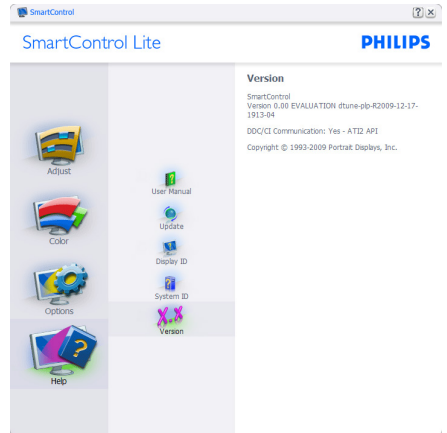 SmartControl
SmartControl Lite
PHILIPS
Adjust
Color
Options
Help
User Manual
Update
Display ID
System ID
X.X
Version
Version
SmartControl
Version 0.00 EVALUATION dtune-plp-R2009-12-17-
1913-04
DDC/CI Communication: Yes - ATI2 API
Copyright © 1993-2009 Portrait Displays, Inc.